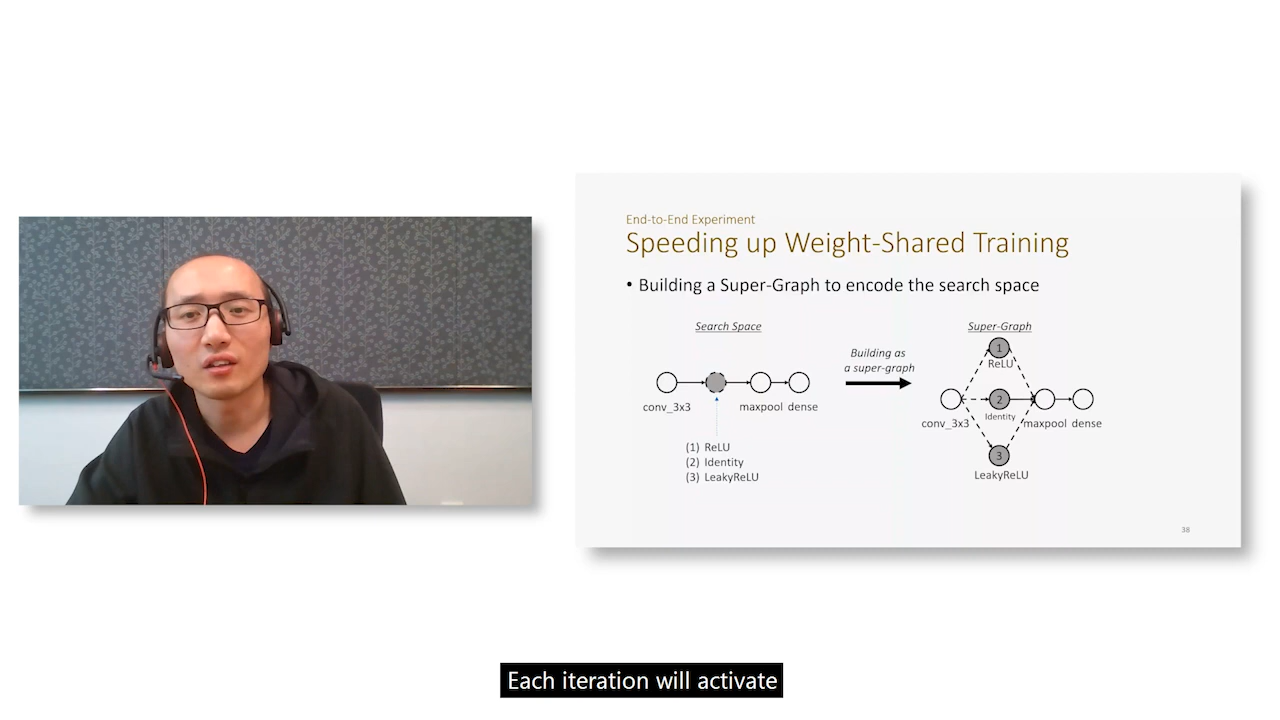 End-to-End Experiment
Speeding up Weight-Shared Training
• Building a Super-Graph to encode the search space
Search Space
conv_3x3
maxpool dense
(1) ReLU
(2) Identity
(3) LeakyReLU
Building as
a super-graph
Super-Graph
1
ReLU
2
Identity
conv_3x3
maxpool dense
3
LeakyReLU
38
Each iteration will activate